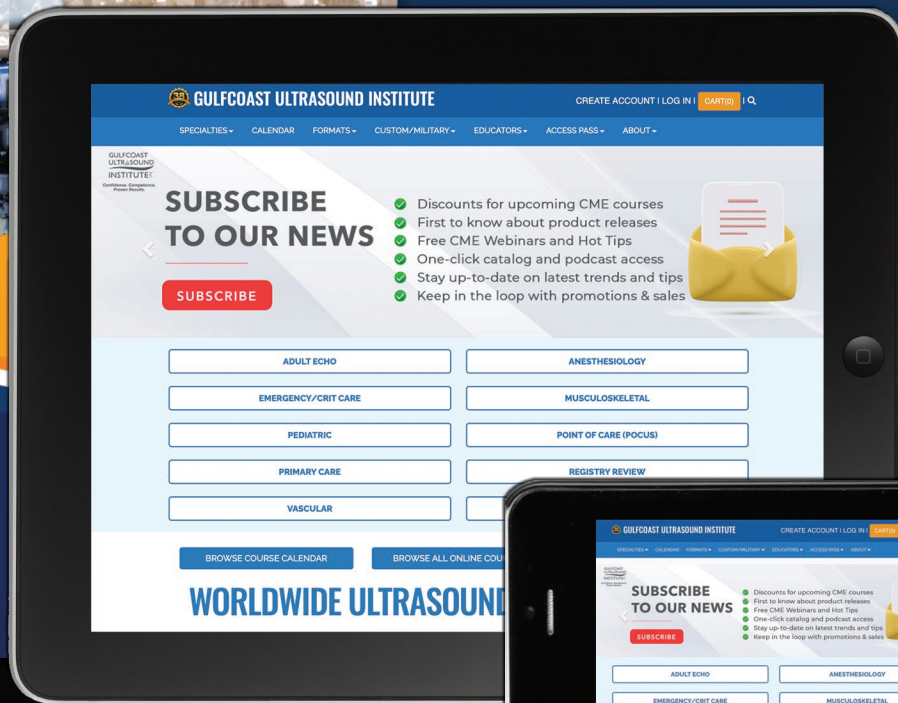 38
GULFCOAST ULTRASOUND INSTITUTE
CREATE ACCOUNT I LOG IN I CART(0) I
SPECIALTIES CALENDAR FORMATS CUSTOM/MILITARY EDUCATORS ACCESS PASS ABOUT
GULFCOAST
ULTRASOUND
INSTITUTE
Confidence. Competence.
Proven Results.
SUBSCRIBE
TO OUR NEWS
SUBSCRIBE
Discounts for upcoming CME courses
First to know about product releases
Free CME Webinars and Hot Tips
One-click catalog and podcast access
Stay up-to-date on latest trends and tips
Keep in the loop with promotions & sales
ADULT ECHO
ANESTHESIOLOGY
EMERGENCY/CRIT CARE
MUSCULOSKELETAL
PEDIATRIC
POINT OF CARE (POCUS)
PRIMARY CARE
REGISTRY REVIEW
VASCULAR
BROWSE COURSE CALENDAR
BROWSE ALL ONLINE COU
WORLDWIDE ULTRASOUND
GULFCOAST ULTRASOUND INSTITUTE
CREATE ACCOUNT I LOG IN I CART(0)
SPECIALTIES CALENDAR FORMATS CUSTOM/MILITARY EDUCATORS ACCESS PASS ABOUT
SUBSCRIBE
TO OUR NEWS
SUBSCRIBE
Discounts for upcoming CME courses
First to know about product releases
Free CME Webinars and Hot Tips
One-click catalog and podcast access
Stay up-to-date on latest trends and tips
Keep in the loop with promotions & sales
ADULT ECHO
ANESTHESIOLOGY
EMERGENCY/CRIT CARE
MUSCULOSKELETAL